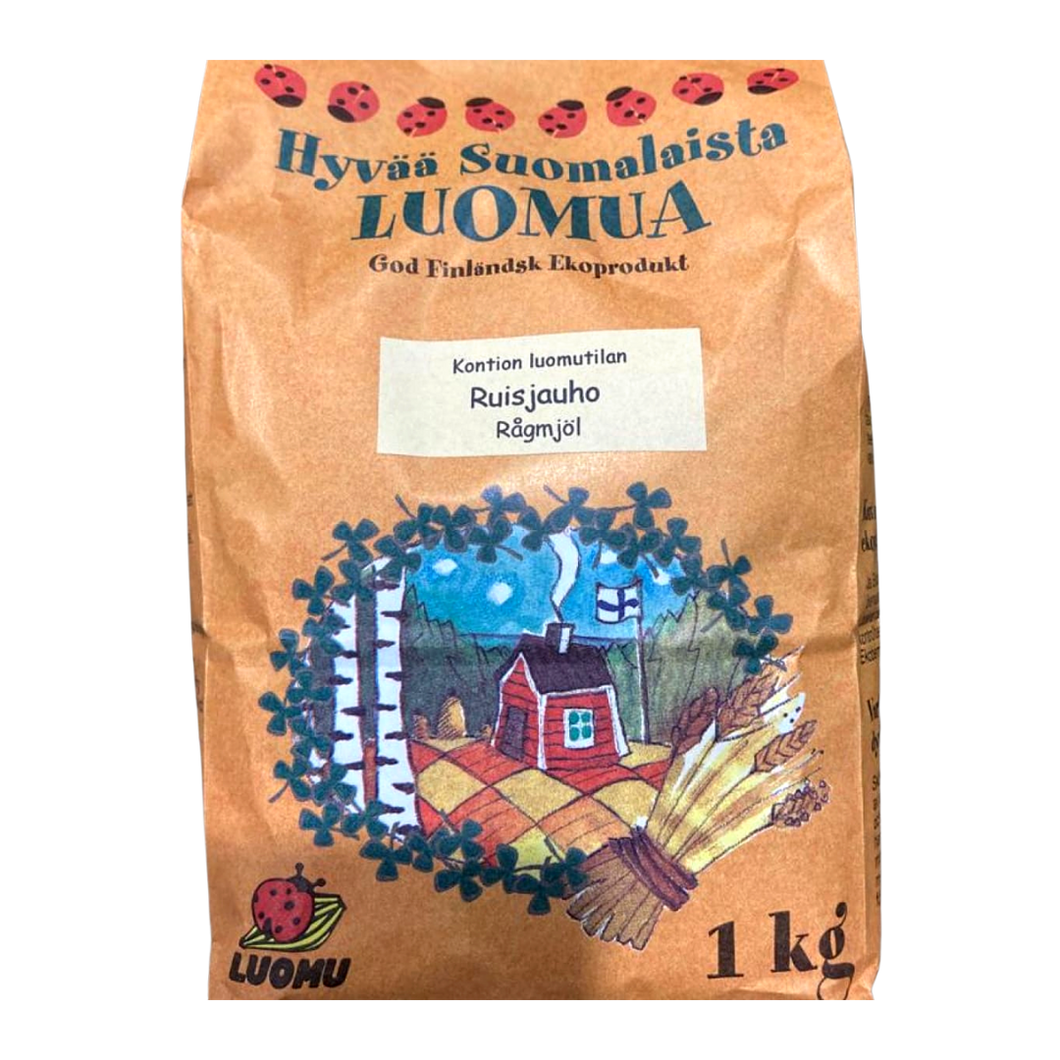 Hyvää Suomalaista
LUOMUA
God Finländsk Ekoprodukt
Kontion luomutilan
Ruisjauho
Rågmjöl
LUOMU
1 kg